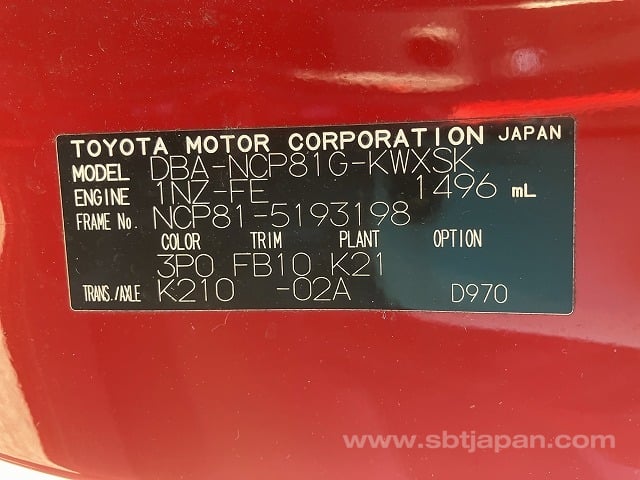 TOYOTA MOTOR CORPORATION JAPAN
MODEL DBA-NCP81G-KWXSK
ENGINE 1NZ-FE 1496 mL
FRAME No. NCP81-5193198
COLOR TRIM PLANT OPTION
3P0 FB10 K21
TRANS./AXLE K210 -02A D970
www.sbtjapan.com